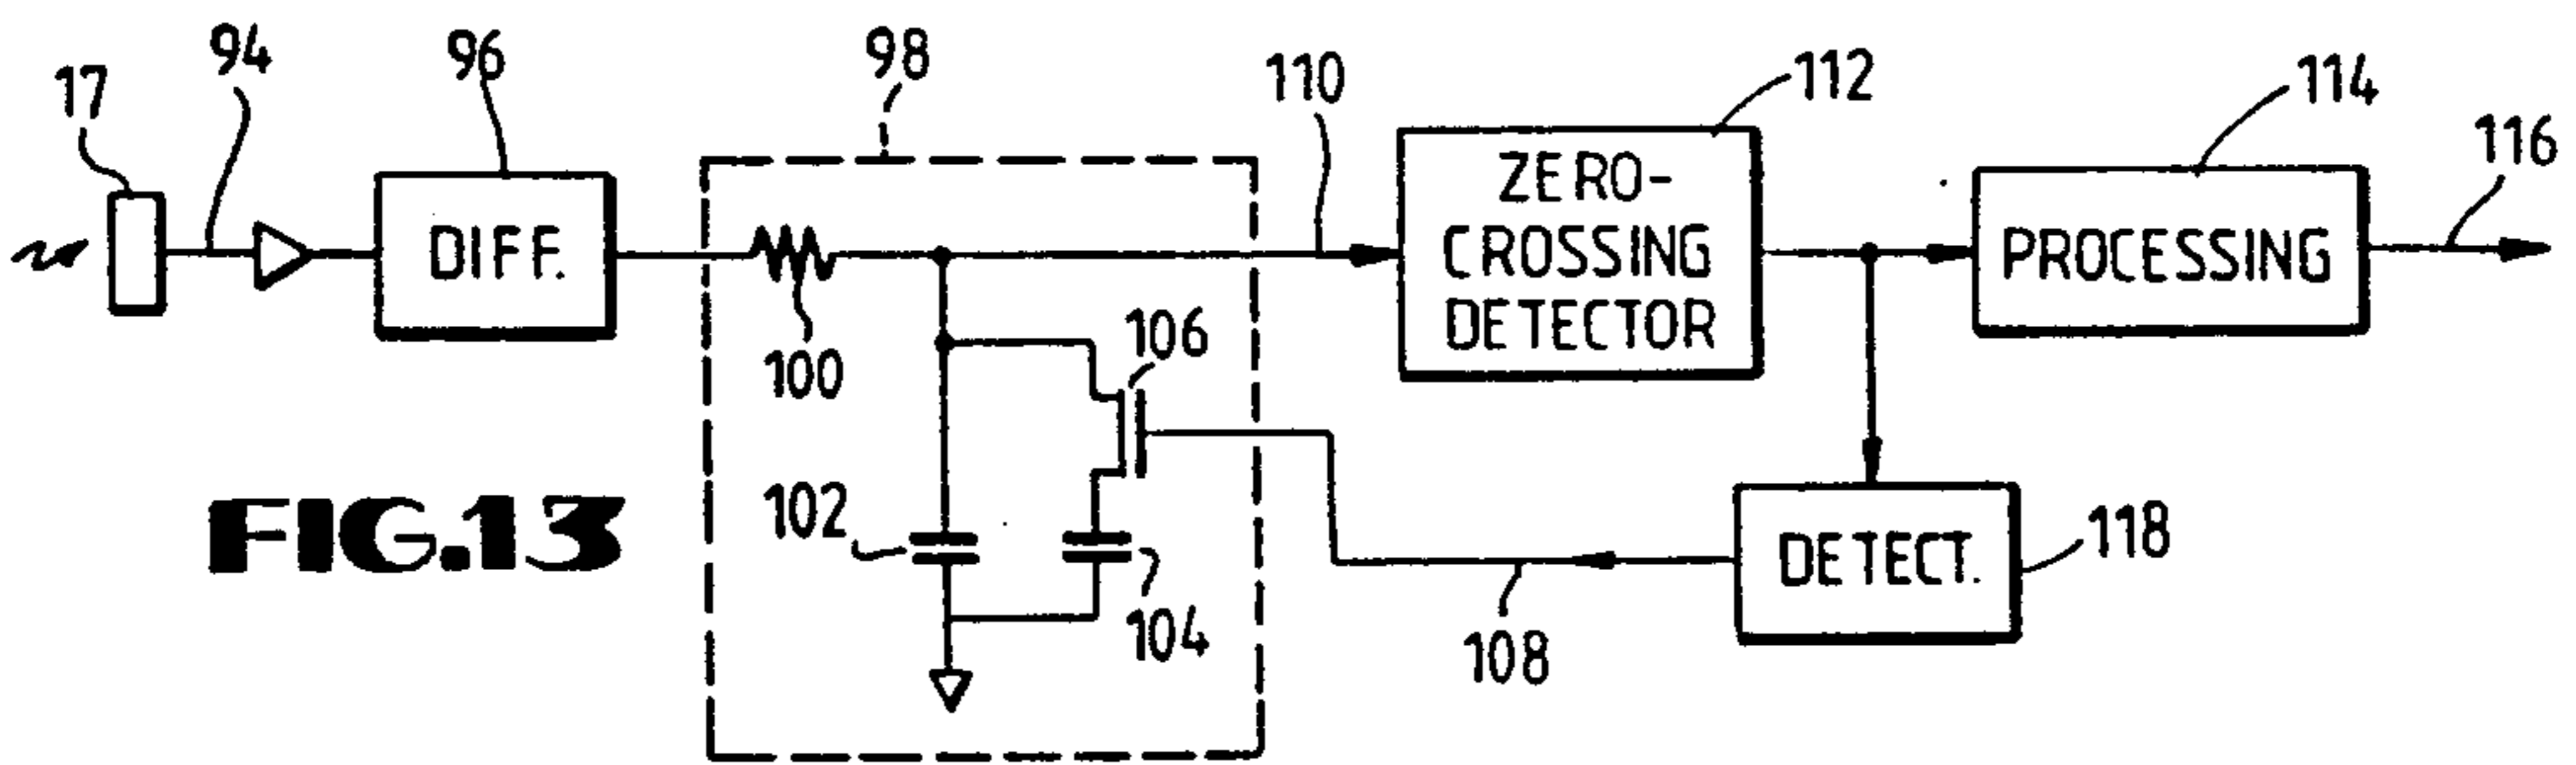 17
94
96
98
110
112
114
116
DIFF.
ZERO-
CROSSING
DETECTOR
PROCESSING
100
106
102
104
108
DETECT.
118
FIG.13